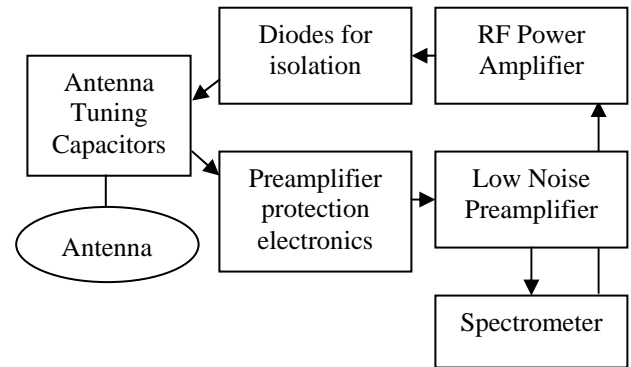 Diodes for
isolation
RF Power
Amplifier
Antenna
Tuning
Capacitors
Preamplifier
protection
electronics
Low Noise
Preamplifier
Antenna
Spectrometer